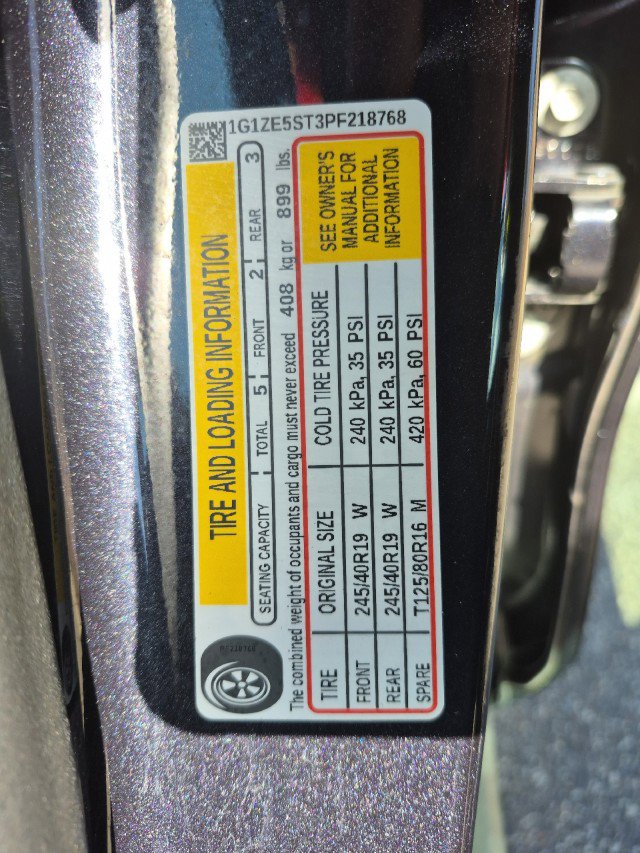 1G1ZE5ST3PF218768
TIRE AND LOADING INFORMATION
SEATING CAPACITY TOTAL 5 FRONT 2 REAR 3
The combined weight of occupants and cargo must never exceed 408 kg or 899 lbs.
TIRE ORIGINAL SIZE COLD TIRE PRESSURE
FRONT 245/40R19 W 240 kPa, 35 PSI
REAR 245/40R19 W 240 kPa, 35 PSI
SPARE T125/80R16 M 420 kPa, 60 PSI
SEE OWNER'S
MANUAL FOR
ADDITIONAL
INFORMATION